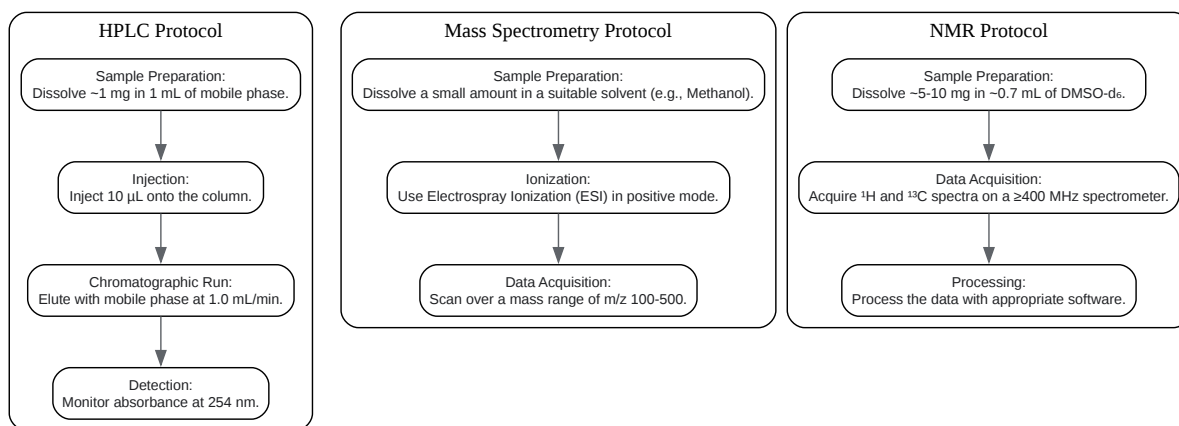 HPLC Protocol
Sample Preparation:
Dissolve ~1 mg in 1 mL of mobile phase.
Injection:
Inject 10 µL onto the column.
Chromatographic Run:
Elute with mobile phase at 1.0 mL/min.
Detection:
Monitor absorbance at 254 nm.
Mass Spectrometry Protocol
Sample Preparation:
Dissolve a small amount in a suitable solvent (e.g., Methanol).
Ionization:
Use Electrospray Ionization (ESI) in positive mode.
Data Acquisition:
Scan over a mass range of m/z 100-500.
NMR Protocol
Sample Preparation:
Dissolve ~5-10 mg in ~0.7 mL of DMSO-d₆.
Data Acquisition:
Acquire ¹H and ¹³C spectra on a ≥400 MHz spectrometer.
Processing:
Process the data with appropriate software.